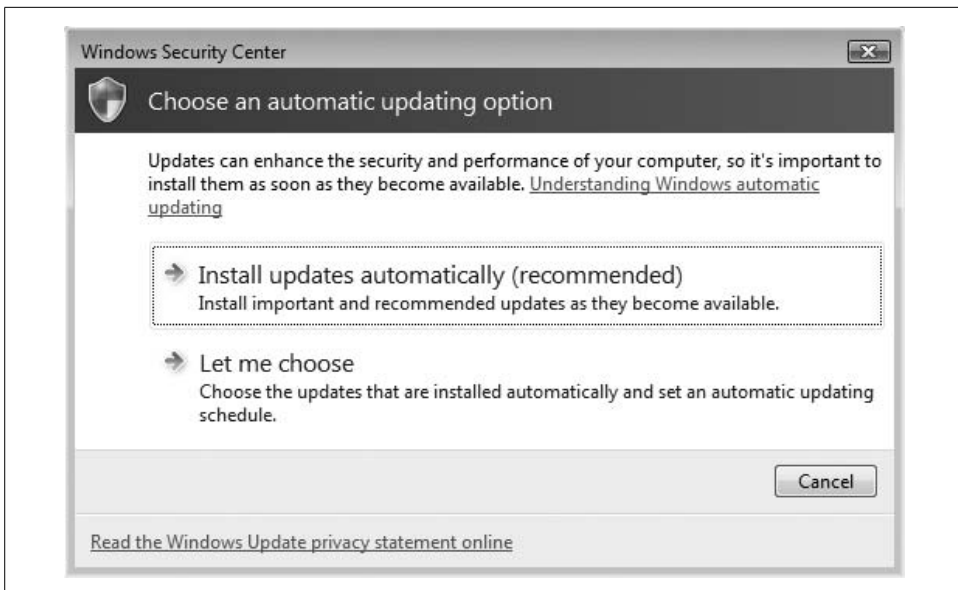 Windows Security Center
Choose an automatic updating option
Updates can enhance the security and performance of your computer, so it's important to
install them as soon as they become available. Understanding Windows automatic
updating
Install updates automatically (recommended)
Install important and recommended updates as they become available.
Let me choose
Choose the updates that are installed automatically and set an automatic updating
schedule.
Cancel
Read the Windows Update privacy statement online